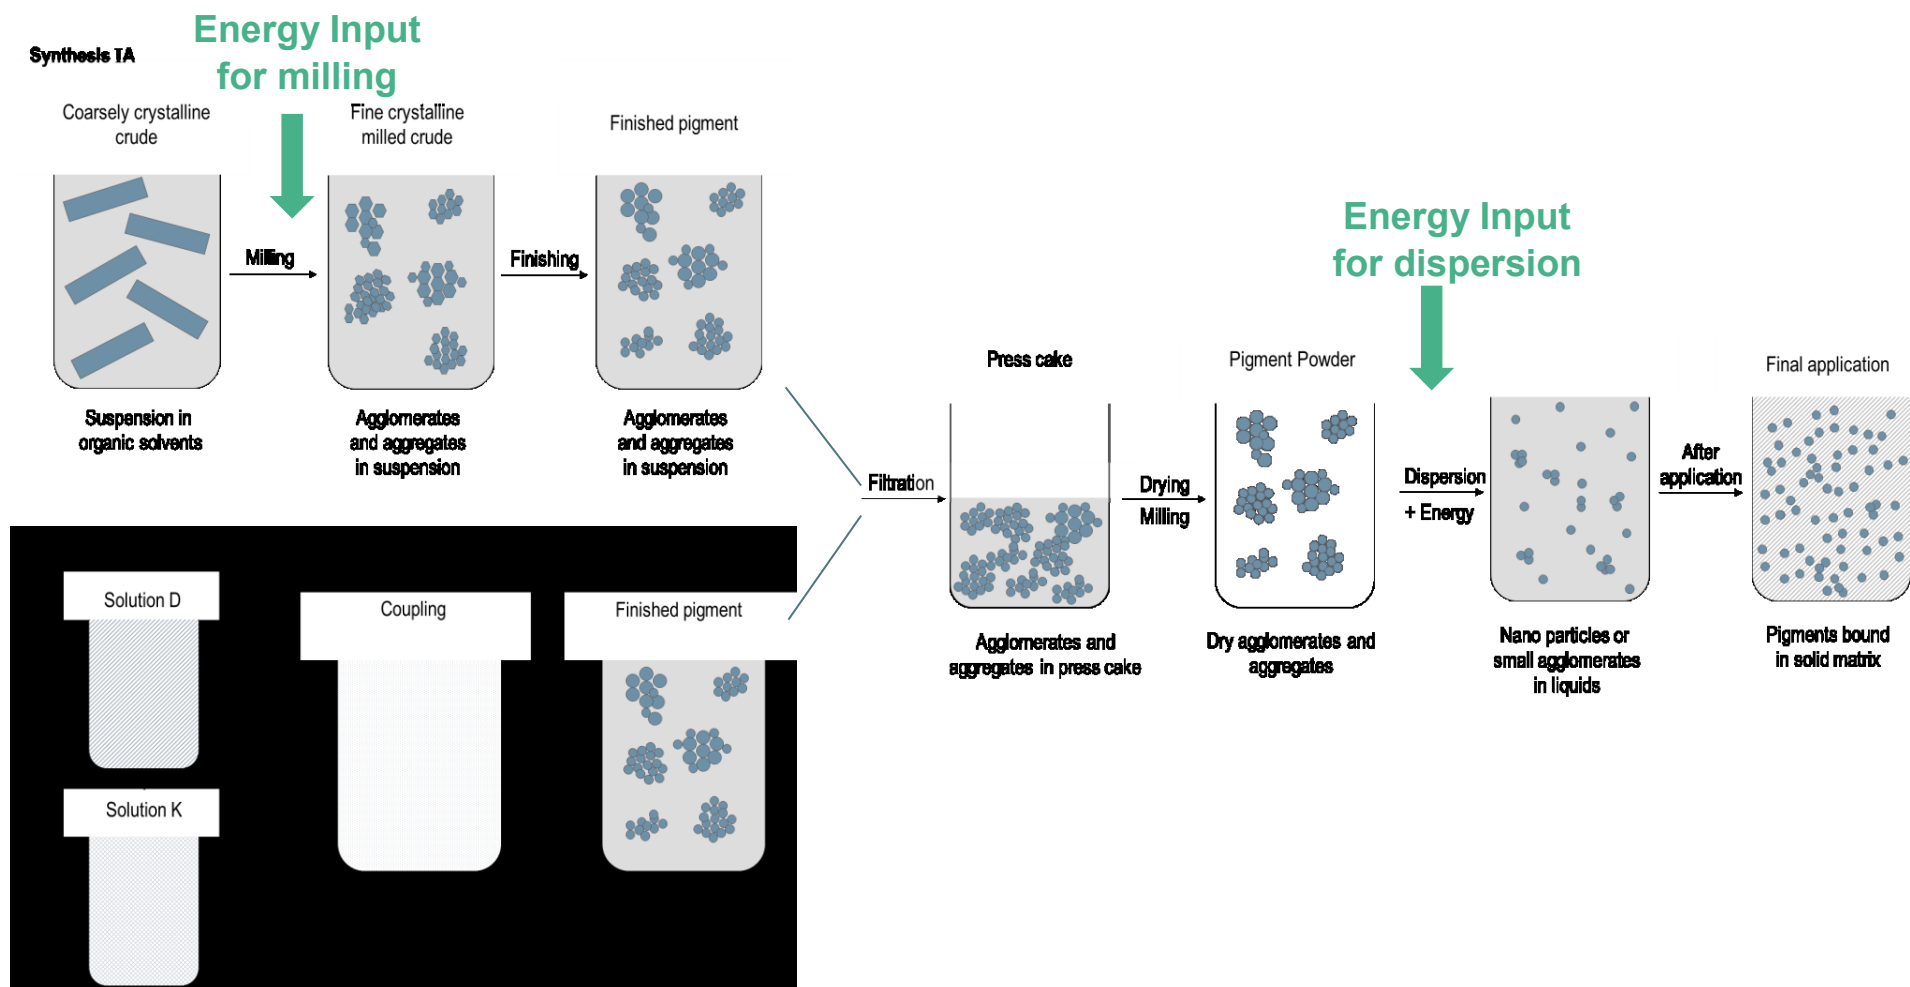 Energy Input
for milling
Synthesis IA
Coarsely crystalline
crude
Fine crystalline
milled crude
Finished pigment
Milling
Finishing
Suspension in
organic solvents
Agglomerates
and aggregates
in suspension
Agglomerates
and aggregates
in suspension
Solution D
Solution K
Coupling
Finished pigment
Filtration
Press cake
Agglomerates and
aggregates in press cake
Drying
Milling
Pigment Powder
Dry agglomerates and
aggregates
Energy Input
for dispersion
Dispersion
+ Energy
Nano particles or
small agglomerates
in liquids
After
application
Final application
Pigments bound
in solid matrix